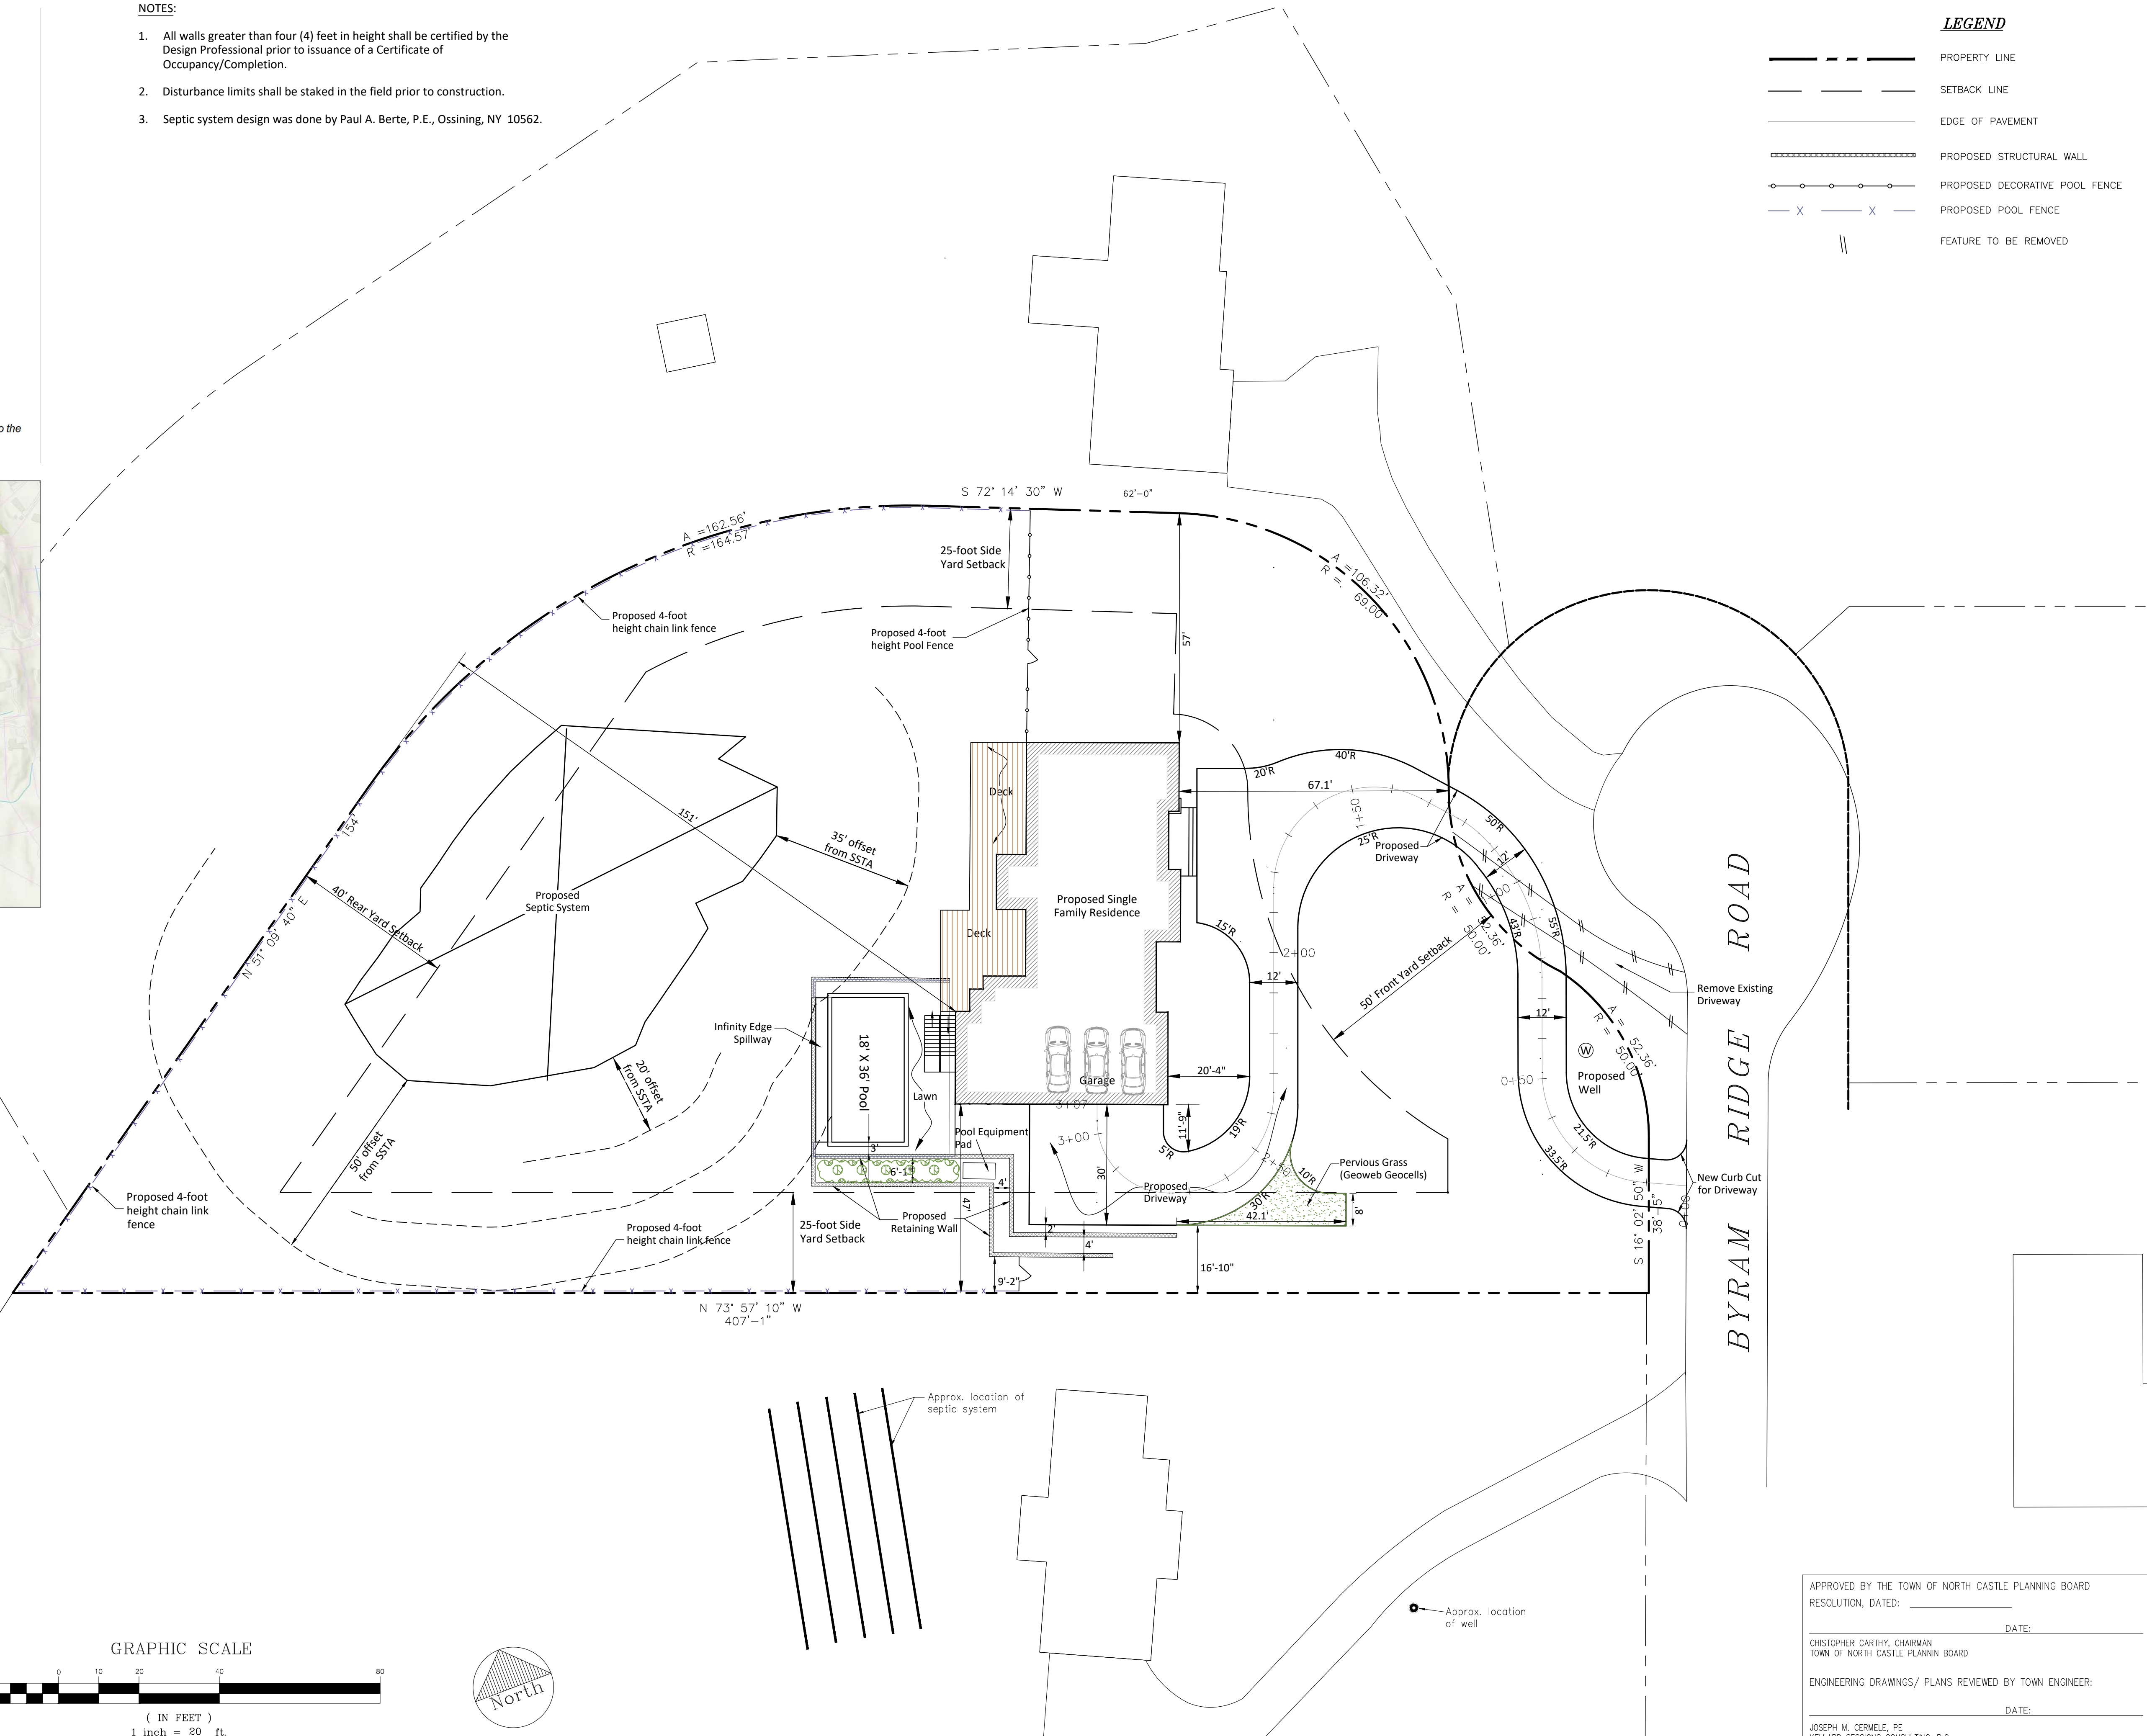 NOTES:
1. All walls greater than four (4) feet in height shall be certified by the
Design Professional prior to issuance of a Certificate of
Occupancy/Completion.
2. Disturbance limits shall be staked in the field prior to construction.
3. Septic system design was done by Paul A. Berte, P.E., Ossining, NY 10562.
LEGEND
PROPERTY LINE
SETBACK LINE
EDGE OF PAVEMENT
PROPOSED STRUCTURAL WALL
PROPOSED DECORATIVE POOL FENCE
X X
PROPOSED POOL FENCE
FEATURE TO BE REMOVED
the
S 72° 14' 30" W
62'-0"
A =162.56'
R =164.57'
25-foot Side
Yard Setback
A =106.32'
R = 69.00'
Proposed 4-foot
height chain link fence
Proposed 4-foot
height Pool Fence
57'
Deck
40'R
20'R
67.1'
1+50
151'
154'
35' offset
from SSTA
25'R
Proposed
Driveway
50'R
12'
40' Rear Yard Setback
Proposed
Septic System
Proposed Single
Family Residence
A = 52.36'
R = 50.00'
43'R
55'R
Deck
15'R
2+00
N 51° 09' 40" E
12'
50' Front Yard Setback
Remove Existing
Driveway
Infinity Edge
Spillway
18' X 36' Pool
12'
A = 52.36'
R = 50.00'
W
Proposed
Well
0+50
20' offset
from SSTA
Garage
20'-4"
Lawn
3+07
3+00
11'-9"
19'R
5'R
Pool Equipment
Pad
3'
6'-1"
4'
47'
30'
2+50
10'R
30'R
42.1'
8'
Pervious Grass
(Geoweb Geocells)
21.5'R
33.5'R
New Curb Cut
for Driveway
0+00
50' offset
from SSTA
Proposed 4-foot
height chain link
fence
Proposed 4-foot
height chain link fence
25-foot Side
Yard Setback
Proposed
Retaining Wall
Proposed
Driveway
2'
4'
9'-2"
16'-10"
S 16° 02' 50" W
38'-5"
BYRAM RIDGE ROAD
N 73° 57' 10" W
407'-1"
Approx. location of
septic system
Approx. location
of well
GRAPHIC SCALE
0 10 20 40 80
( IN FEET )
1 inch = 20 ft.
North
APPROVED BY THE TOWN OF NORTH CASTLE PLANNING BOARD
RESOLUTION, DATED:
DATE:
CHISTOPHER CARTHY, CHAIRMAN
TOWN OF NORTH CASTLE PLANNIN BOARD
ENGINEERING DRAWINGS/ PLANS REVIEWED BY TOWN ENGINEER:
DATE:
JOSEPH M. CERMELE, PE